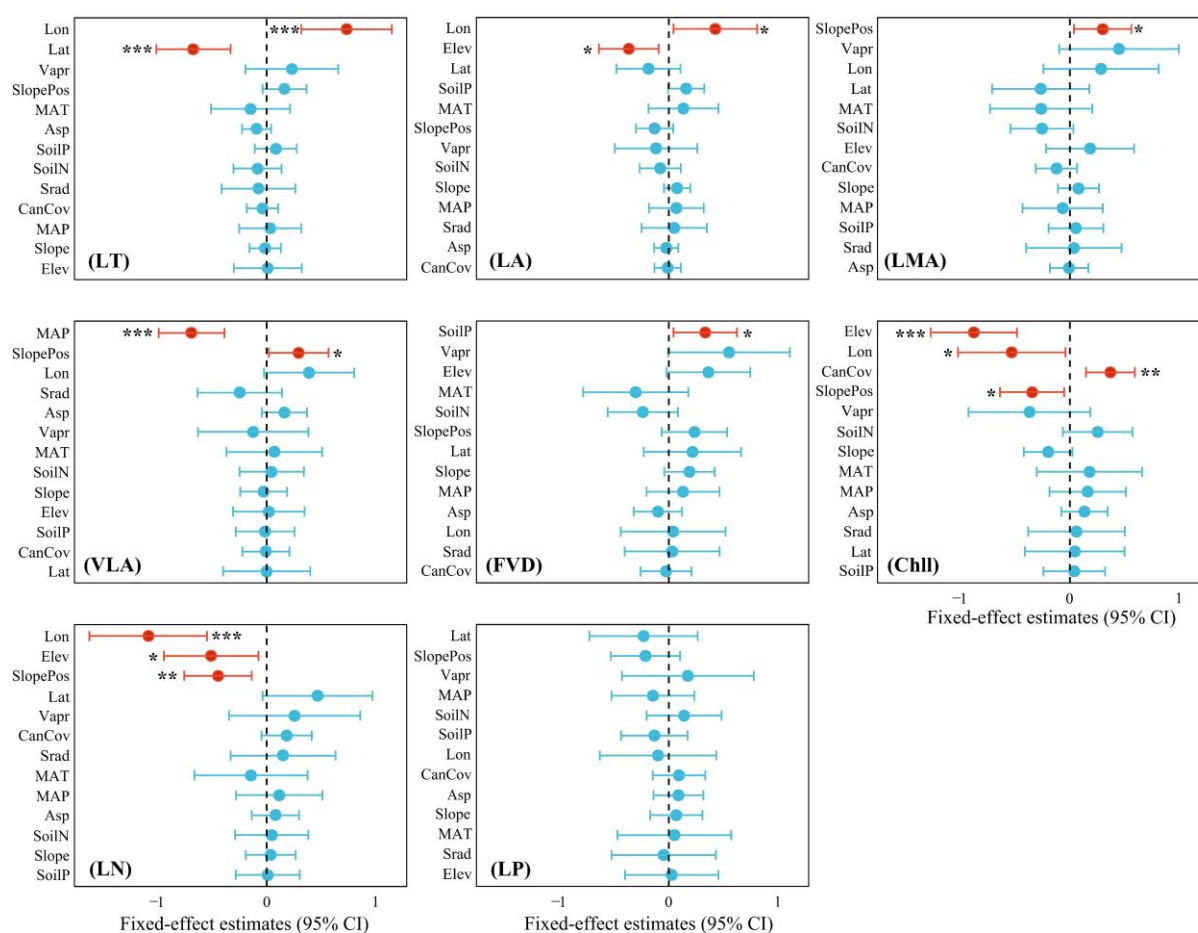 Lon ***
Lat ***
Vapr
SlopePos
MAT
Asp
SoilP
SoilN
Srad
CanCov
MAP
Slope
Elev
(LT)
Lon *
Elev *
Lat
SoilP
MAT
SlopePos
Vapr
SoilN
Slope
MAP
Srad
Asp
CanCov
(LA)
SlopePos *
Vapr
Lon
Lat
MAT
SoilN
Elev
CanCov
Slope
MAP
SoilP
Srad
Asp
(LMA)
MAP ***
SlopePos *
Lon
Srad
Asp
Vapr
MAT
SoilN
Slope
Elev
SoilP
CanCov
Lat
(VLA)
SoilP *
Vapr
Elev
MAT
SoilN
SlopePos
Lat
Slope
MAP
Asp
Lon
Srad
CanCov
(FVD)
Elev ***
Lon *
CanCov **
SlopePos *
Vapr
SoilN
Slope
MAT
MAP
Asp
Srad
Lat
SoilP
(Chll)
−1 0 1
Fixed-effect estimates (95% CI)
Lon ***
Elev *
SlopePos **
Lat
Vapr
CanCov
Srad
MAT
MAP
Asp
SoilN
Slope
SoilP
(LN)
−1 0 1
Fixed-effect estimates (95% CI)
Lat
SlopePos
Vapr
MAP
SoilN
SoilP
Lon
CanCov
Asp
Slope
MAT
Srad
Elev
(LP)
−1 0 1
Fixed-effect estimates (95% CI)